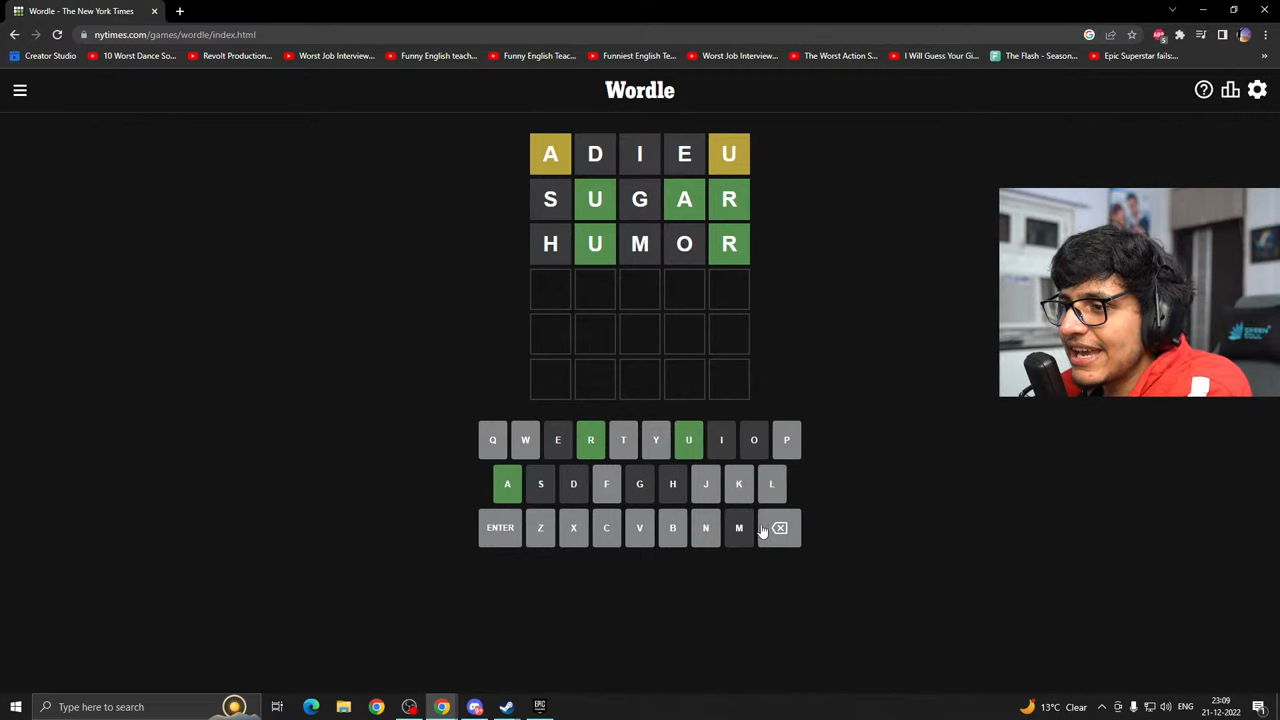 Wordle - The New York Times
nytimes.com/games/wordle/index.html
Creator Studio
10 Worst Dance So...
Revolt Production...
Worst Job Interview...
Funny English teach...
Funny English Teac...
Funniest English Te...
Worst Job Interview...
The Worst Action S...
I Will Guess Your Gi...
The Flash - Season...
Epic Superstar fails:...
Wordle
A D I E U
S U G A R
H U M O R
Q W E R T Y U I O P
A S D F G H J K L
ENTER Z X C V B N M
Type here to search
13°C Clear
ENG
23:09
21-12-2022